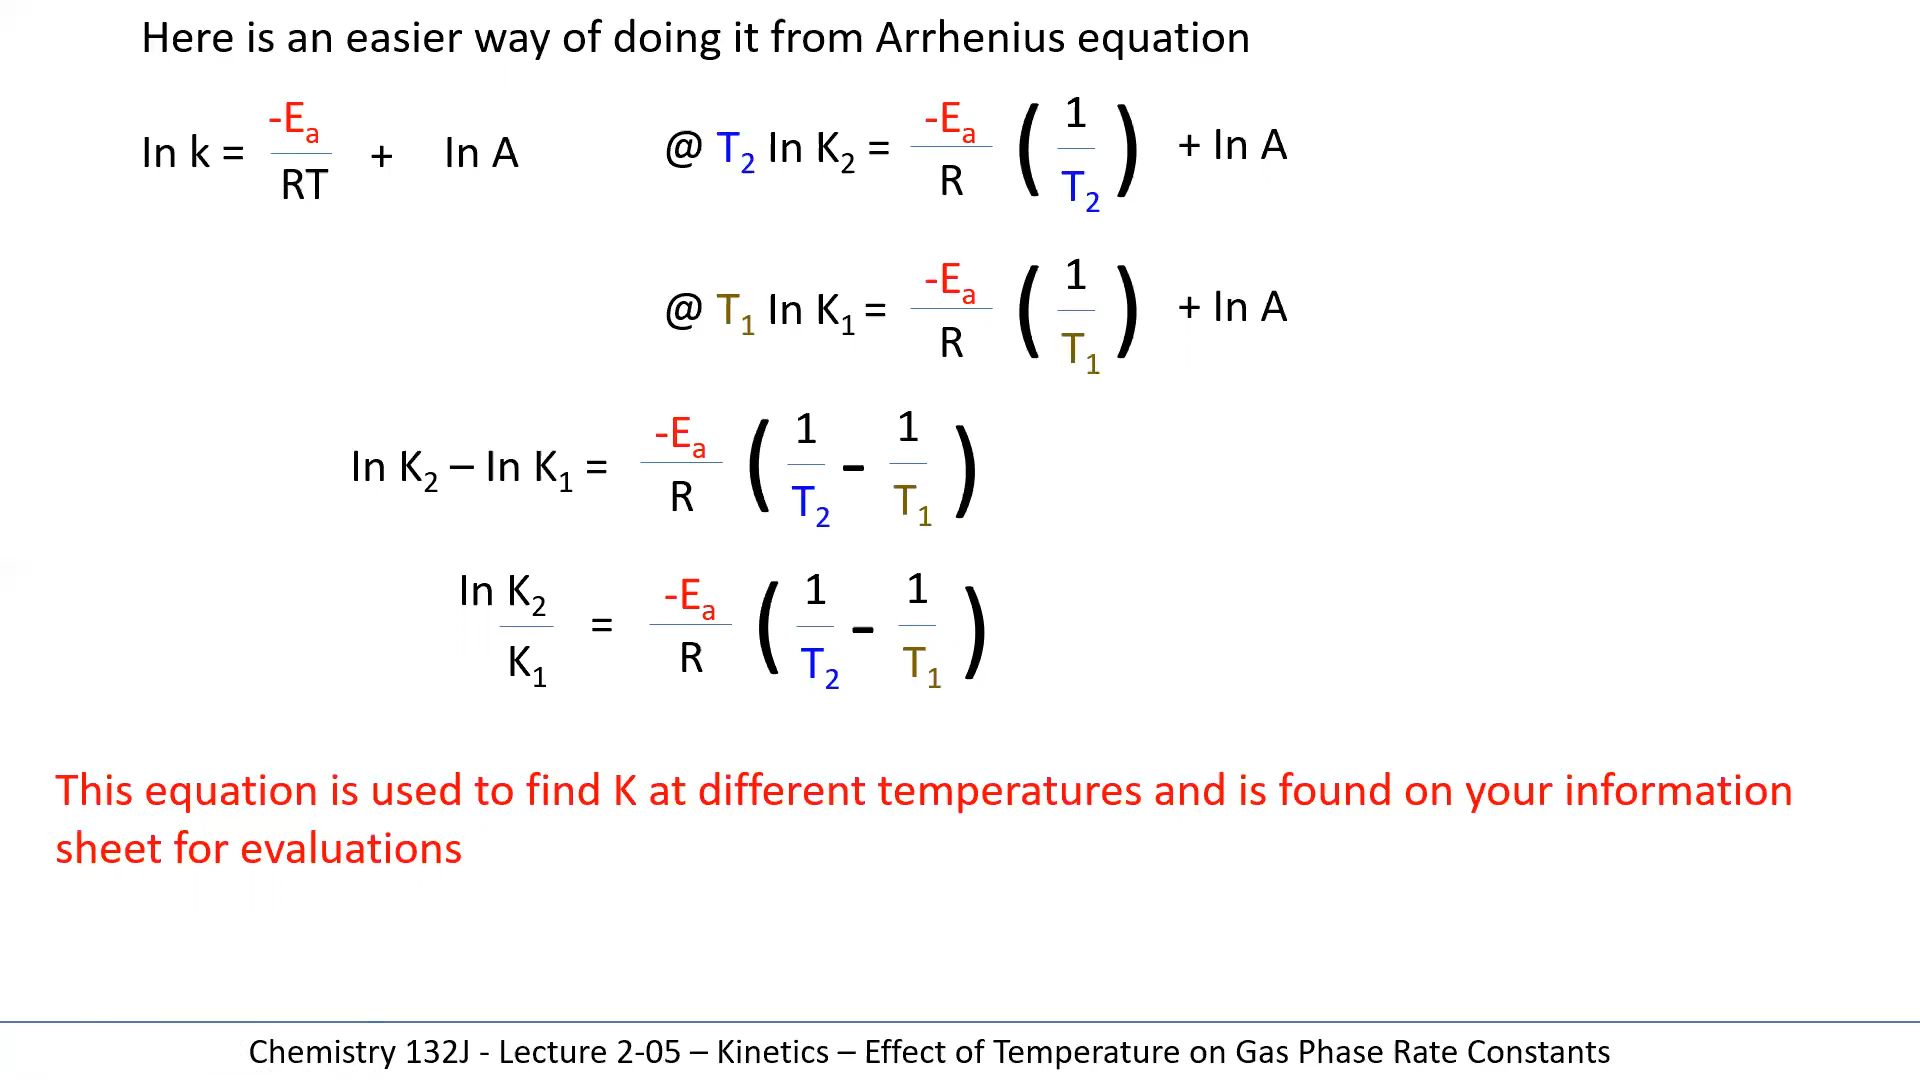 Here is an easier way of doing it from Arrhenius equation
ln k = -Eₐ/RT + ln A
@ T₂ ln K₂ = -Eₐ/R (1/T₂) + ln A
@ T₁ ln K₁ = -Eₐ/R (1/T₁) + ln A
ln K₂ – ln K₁ = -Eₐ/R (1/T₂ - 1/T₁)
ln K₂/K₁ = -Eₐ/R (1/T₂ - 1/T₁)
This equation is used to find K at different temperatures and is found on your information
sheet for evaluations
Chemistry 132J - Lecture 2-05 – Kinetics – Effect of Temperature on Gas Phase Rate Constants